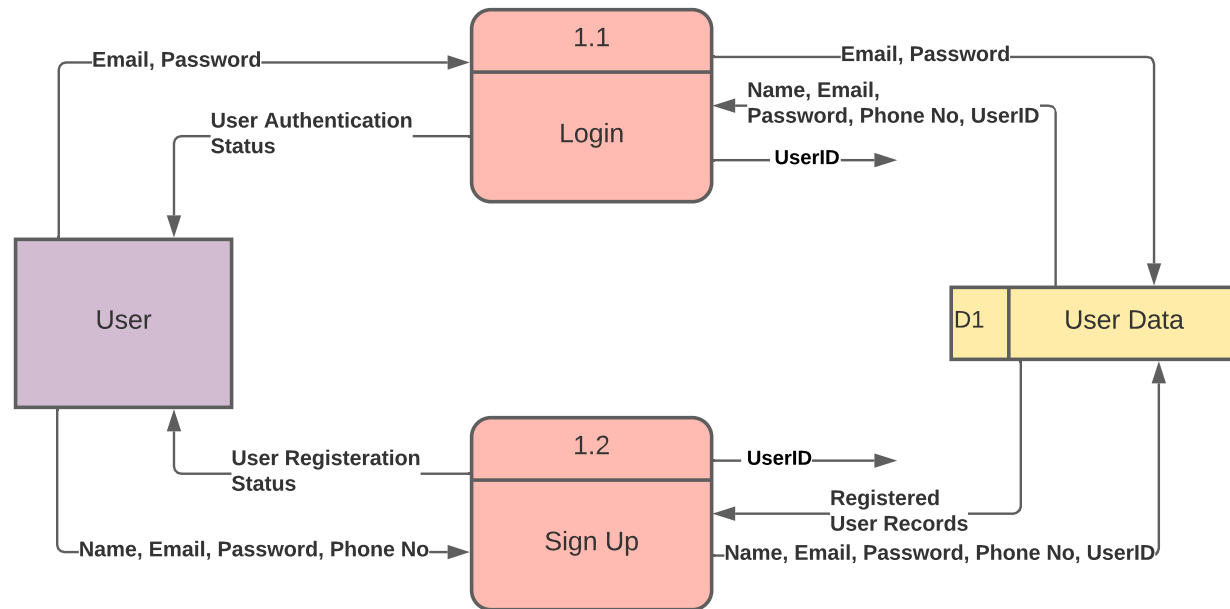 1.1
Email, Password
Email, Password
Name, Email,
Password, Phone No, UserID
User Authentication
Status
Login
UserID
User
D1
User Data
1.2
User Registeration
Status
UserID
Registered
User Records
Sign Up
Name, Email, Password, Phone No
Name, Email, Password, Phone No, UserID